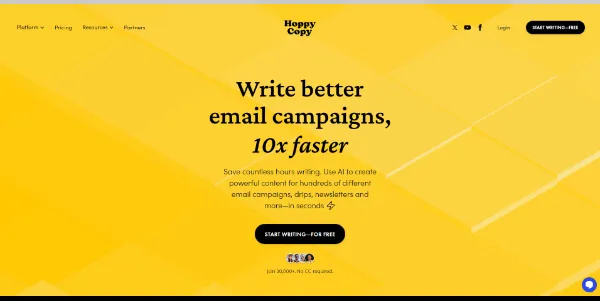 Platform
Pricing
Resources
Partners
Hoppy
Copy
Login
START WRITING—FREE
Write better
email campaigns,
10x faster
Save countless hours writing. Use AI to create
powerful content for hundreds of different
email campaigns, drips, newsletters and
more—in seconds
START WRITING—FOR FREE
Join 30,000+. No CC required.